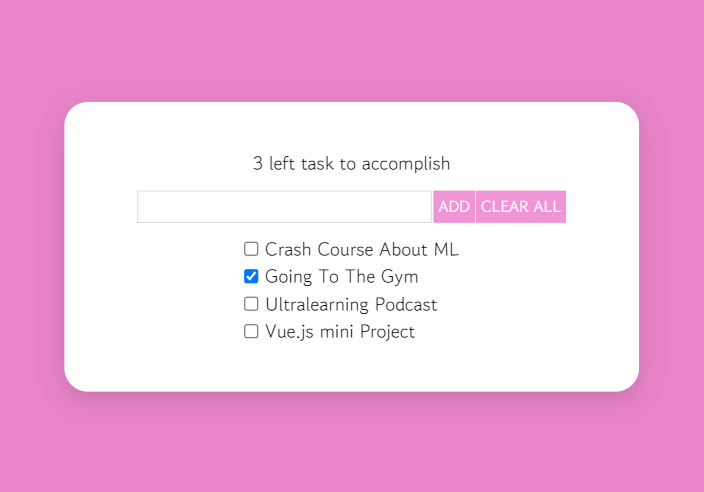 3 left task to accomplish
ADD CLEAR ALL
Crash Course About ML
Going To The Gym
Ultralearning Podcast
Vue.js mini Project